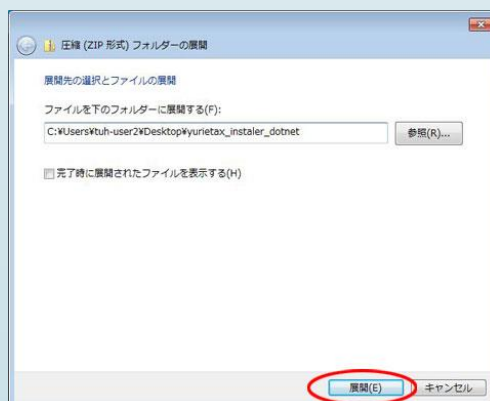 圧縮 (ZIP 形式) フォルダーの展開
展開先の選択とファイルの展開
ファイルを下のフォルダーに展開する(F):
C:¥Users¥tuh-user2¥Desktop¥yurietax_instaler_dotnet
参照(R)...
完了時に展開されたファイルを表示する(H)
展開(E)
キャンセル